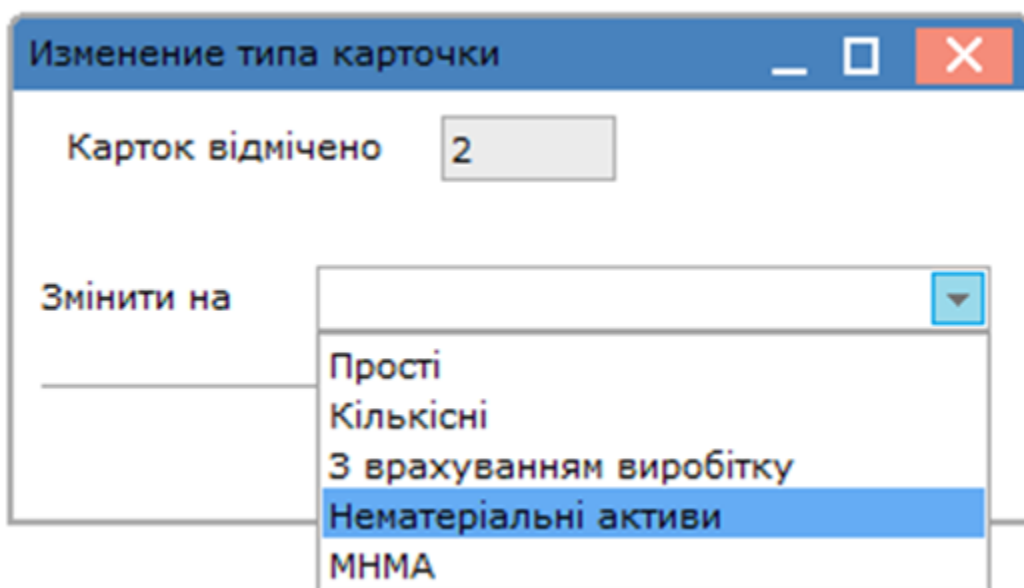 Изменение типа карточки
Карток відмічено 2
Змінити на
Прості
Кількісні
З врахуванням виробітку
Нематеріальні активи
МНМА